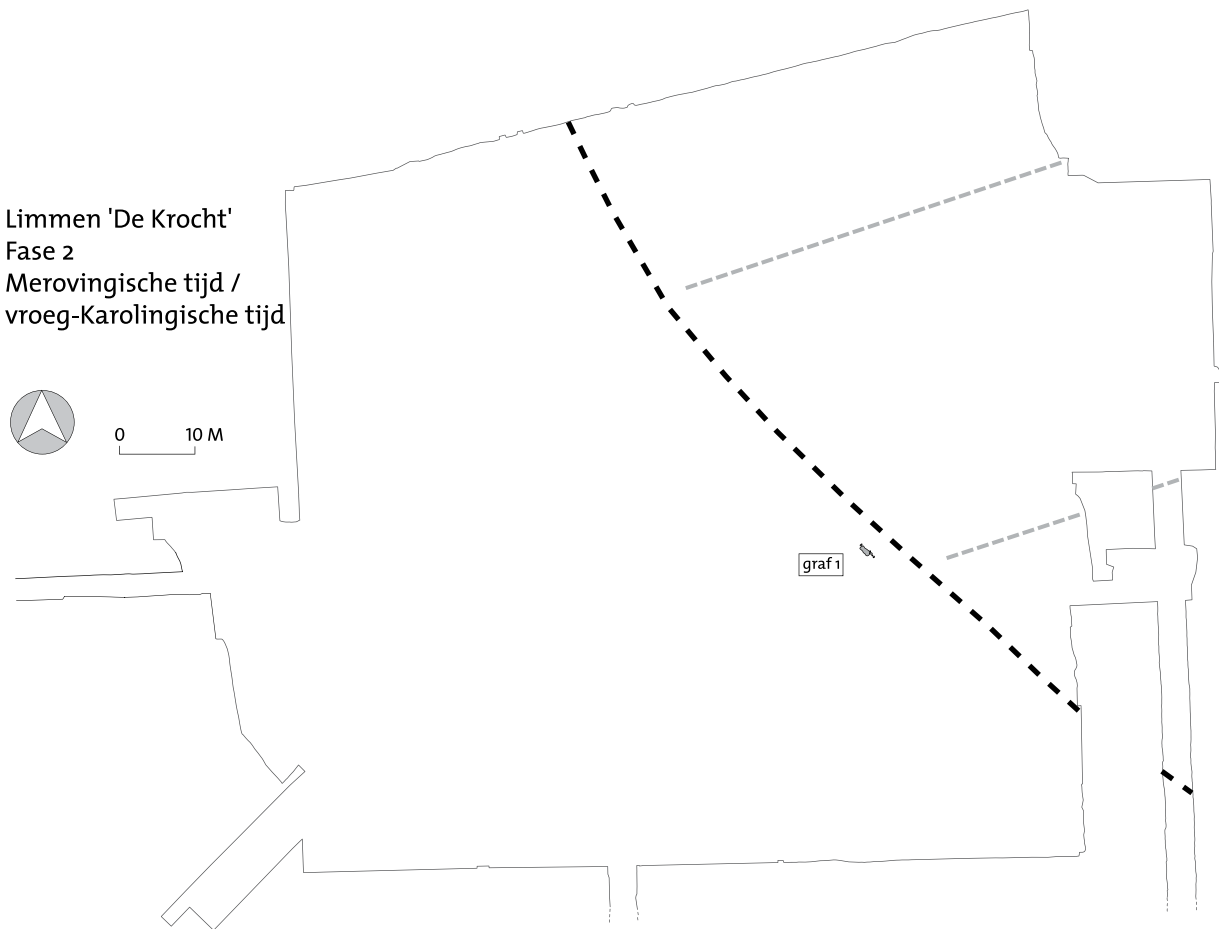 Limmen 'De Krocht'
Fase 2
Merovingische tijd /
vroeg-Karolingische tijd
0 10 M
graf 1